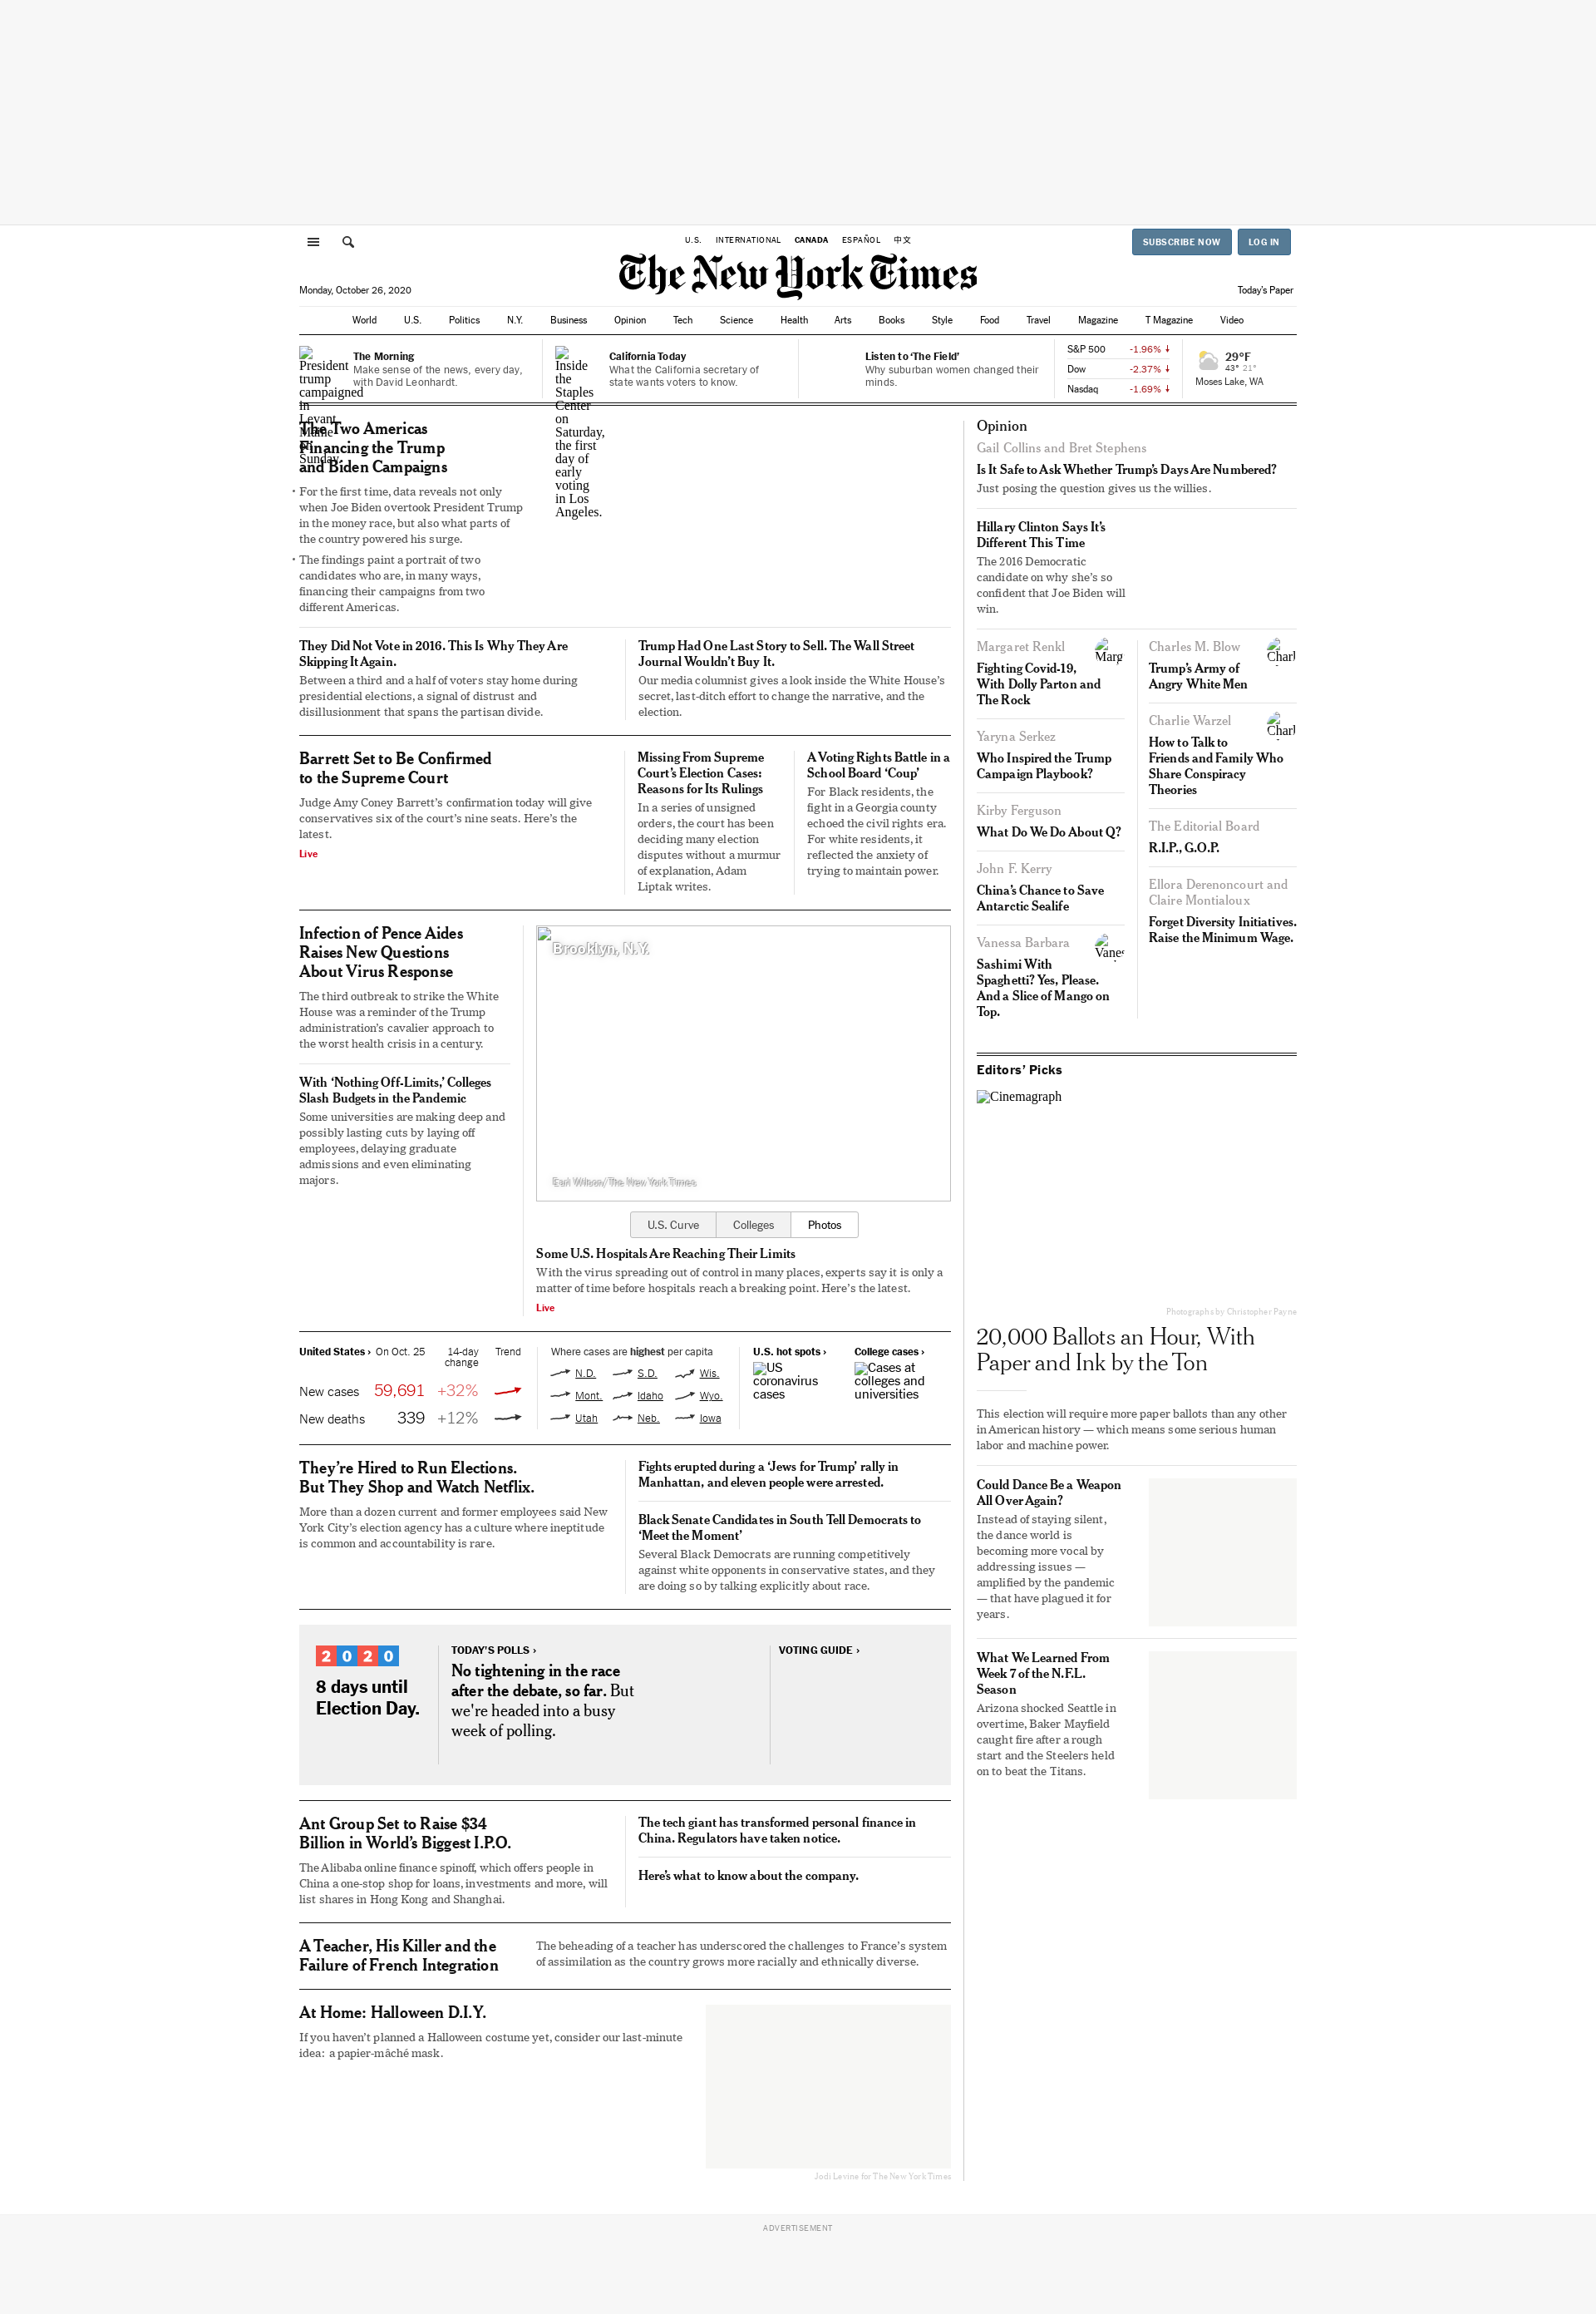 U.S. INTERNATIONAL CANADA ESPAÑOL 中文
SUBSCRIBE NOW LOG IN
The New York Times
Monday, October 26, 2020
Today's Paper
World U.S. Politics N.Y. Business Opinion Tech Science Health Arts Books Style Food Travel Magazine T Magazine Video
President
trump
campaigned
in
Levant,
Maine
on
Sunday.
The Morning
Make sense of the news, every day,
with David Leonhardt.
Inside
the
Staples
Center
on
Saturday,
the first
day of
early
voting
in Los
Angeles.
California Today
What the California secretary of
state wants voters to know.
Listen to ‘The Field’
Why suburban women changed their
minds.
S&P 500 -1.96%
Dow -2.37%
Nasdaq -1.69%
29°F
43° 21°
Moses Lake, WA
The Two Americas
Financing the Trump
and Biden Campaigns
• For the first time, data reveals not only
when Joe Biden overtook President Trump
in the money race, but also what parts of
the country powered his surge.
• The findings paint a portrait of two
candidates who are, in many ways,
financing their campaigns from two
different Americas.
They Did Not Vote in 2016. This Is Why They Are
Skipping It Again.
Between a third and a half of voters stay home during
presidential elections, a signal of distrust and
disillusionment that spans the partisan divide.
Trump Had One Last Story to Sell. The Wall Street
Journal Wouldn’t Buy It.
Our media columnist gives a look inside the White House’s
secret, last-ditch effort to change the narrative, and the
election.
Barrett Set to Be Confirmed
to the Supreme Court
Judge Amy Coney Barrett’s confirmation today will give
conservatives six of the court’s nine seats. Here’s the
latest.
Live
Missing From Supreme
Court’s Election Cases:
Reasons for Its Rulings
In a series of unsigned
orders, the court has been
deciding many election
disputes without a murmur
of explanation, Adam
Liptak writes.
A Voting Rights Battle in a
School Board ‘Coup’
For Black residents, the
fight in a Georgia county
echoed the civil rights era.
For white residents, it
reflected the anxiety of
trying to maintain power.
Infection of Pence Aides
Raises New Questions
About Virus Response
The third outbreak to strike the White
House was a reminder of the Trump
administration’s cavalier approach to
the worst health crisis in a century.
With ‘Nothing Off-Limits,’ Colleges
Slash Budgets in the Pandemic
Some universities are making deep and
possibly lasting cuts by laying off
employees, delaying graduate
admissions and even eliminating
majors.
Brooklyn, N.Y.
Earl Wilson/The New York Times
U.S. Curve Colleges Photos
Some U.S. Hospitals Are Reaching Their Limits
With the virus spreading out of control in many places, experts say it is only a
matter of time before hospitals reach a breaking point. Here’s the latest.
Live
United States › On Oct. 25 14-day
change Trend
New cases 59,691 +32%
New deaths 339 +12%
Where cases are highest per capita
N.D. S.D. Wis.
Mont. Idaho Wyo.
Utah Neb. Iowa
U.S. hot spots ›
US
coronavirus
cases
College cases ›
Cases at
colleges and
universities
They’re Hired to Run Elections.
But They Shop and Watch Netflix.
More than a dozen current and former employees said New
York City’s election agency has a culture where ineptitude
is common and accountability is rare.
Fights erupted during a ‘Jews for Trump’ rally in
Manhattan, and eleven people were arrested.
Black Senate Candidates in South Tell Democrats to
‘Meet the Moment’
Several Black Democrats are running competitively
against white opponents in conservative states, and they
are doing so by talking explicitly about race.
2020
8 days until
Election Day.
TODAY’S POLLS ›
No tightening in the race
after the debate, so far. But
we're headed into a busy
week of polling.
VOTING GUIDE ›
Ant Group Set to Raise $34
Billion in World’s Biggest I.P.O.
The Alibaba online finance spinoff, which offers people in
China a one-stop shop for loans, investments and more, will
list shares in Hong Kong and Shanghai.
The tech giant has transformed personal finance in
China. Regulators have taken notice.
Here’s what to know about the company.
A Teacher, His Killer and the
Failure of French Integration
The beheading of a teacher has underscored the challenges to France’s system
of assimilation as the country grows more racially and ethnically diverse.
At Home: Halloween D.I.Y.
If you haven’t planned a Halloween costume yet, consider our last-minute
idea: a papier-mâché mask.
Jodi Levine for The New York Times
Opinion
Gail Collins and Bret Stephens
Is It Safe to Ask Whether Trump’s Days Are Numbered?
Just posing the question gives us the willies.
Hillary Clinton Says It’s
Different This Time
The 2016 Democratic
candidate on why she’s so
confident that Joe Biden will
win.
Margaret Renkl
Marg
Fighting Covid-19,
With Dolly Parton and
The Rock
Yaryna Serkez
Who Inspired the Trump
Campaign Playbook?
Kirby Ferguson
What Do We Do About Q?
John F. Kerry
China’s Chance to Save
Antarctic Sealife
Vanessa Barbara
Vanes
Sashimi With
Spaghetti? Yes, Please.
And a Slice of Mango on
Top.
Charles M. Blow
Charl
Trump’s Army of
Angry White Men
Charlie Warzel
Charl
How to Talk to
Friends and Family Who
Share Conspiracy
Theories
The Editorial Board
R.I.P., G.O.P.
Ellora Derenoncourt and
Claire Montialoux
Forget Diversity Initiatives.
Raise the Minimum Wage.
Editors’ Picks
Cinemagraph
Photographs by Christopher Payne
20,000 Ballots an Hour, With
Paper and Ink by the Ton
This election will require more paper ballots than any other
in American history — which means some serious human
labor and machine power.
Could Dance Be a Weapon
All Over Again?
Instead of staying silent,
the dance world is
becoming more vocal by
addressing issues —
amplified by the pandemic
— that have plagued it for
years.
What We Learned From
Week 7 of the N.F.L.
Season
Arizona shocked Seattle in
overtime, Baker Mayfield
caught fire after a rough
start and the Steelers held
on to beat the Titans.
ADVERTISEMENT